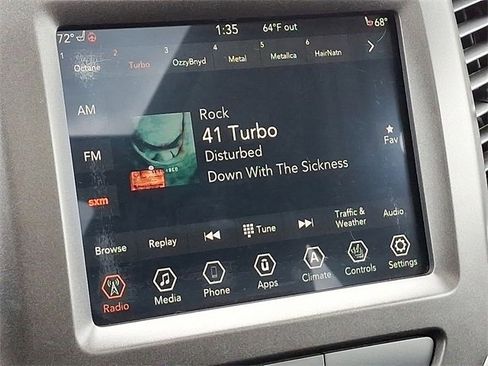 72° 1:35 64°F out 68°
1 Octane 2 Turbo 3 OzzyBnyd 4 Metal 5 Metallica 6 HairNatn
AM
FM
sxm
Rock
41 Turbo
Disturbed
Down With The Sickness
Fav
Browse Replay Tune Traffic & Weather Audio
Radio Media Phone Apps Climate Controls Settings